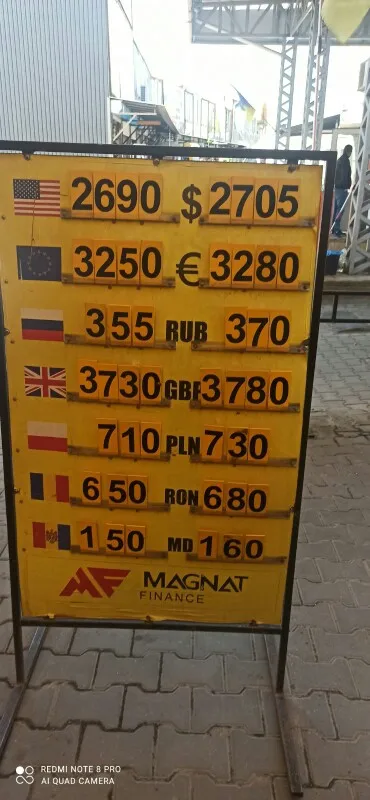 2690 $ 2705
3250 € 3280
355 RUB 370
3730 GBP 3780
710 PLN 730
650 RON 680
150 MD 160
MAGNAT
FINANCE
REDMI NOTE 8 PRO
AI QUAD CAMERA